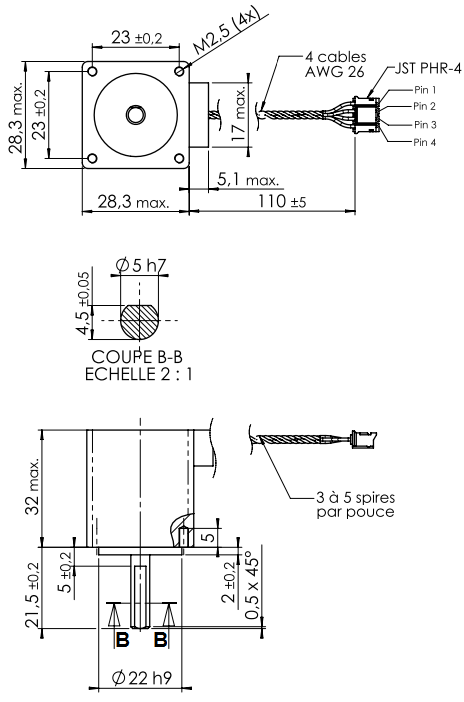 23 ±0,2
M2,5 (4x)
4 cables
AWG 26
JST PHR-4
Pin 1
Pin 2
Pin 3
Pin 4
28,3 max.
23 ±0,2
17 max.
5,1 max.
28,3 max.
110 ±5
Ø 5 h7
4,5 ±0,05
COUPE B-B
ECHELLE 2 : 1
32 max.
3 à 5 spires
par pouce
5
21,5 ±0,2
5 ±0,2
2 ±0,2
0,5 x 45°
B
B
Ø 22 h9